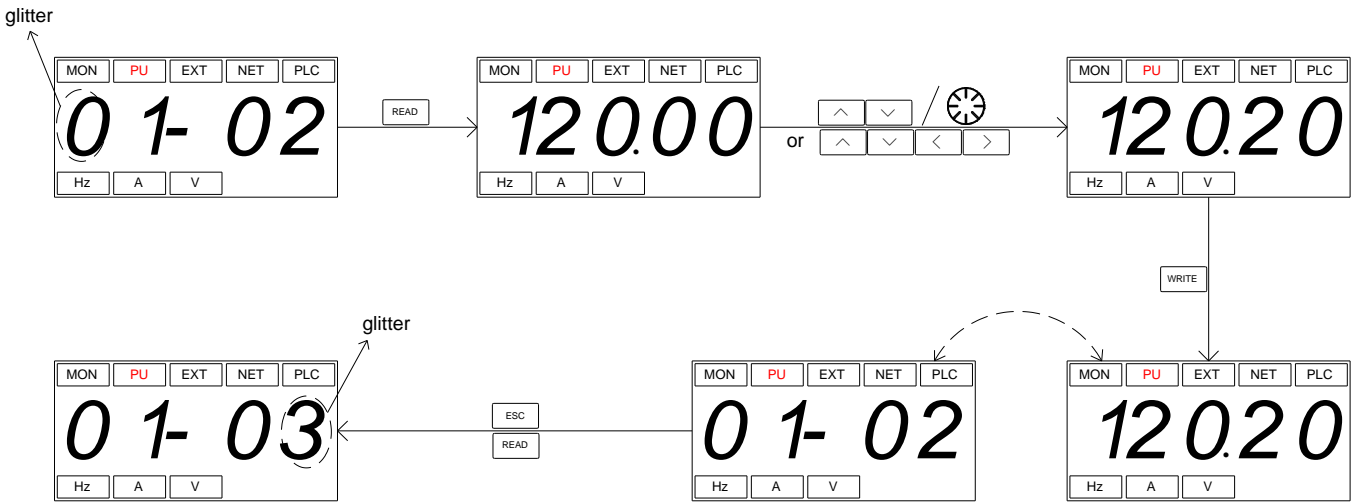 glitter
MON PU EXT NET PLC
01-02
Hz A V
READ
MON PU EXT NET PLC
120.00
Hz A V
or
MON PU EXT NET PLC
120.20
Hz A V
WRITE
glitter
MON PU EXT NET PLC
01-03
Hz A V
ESC
READ
MON PU EXT NET PLC
01-02
Hz A V
MON PU EXT NET PLC
120.20
Hz A V